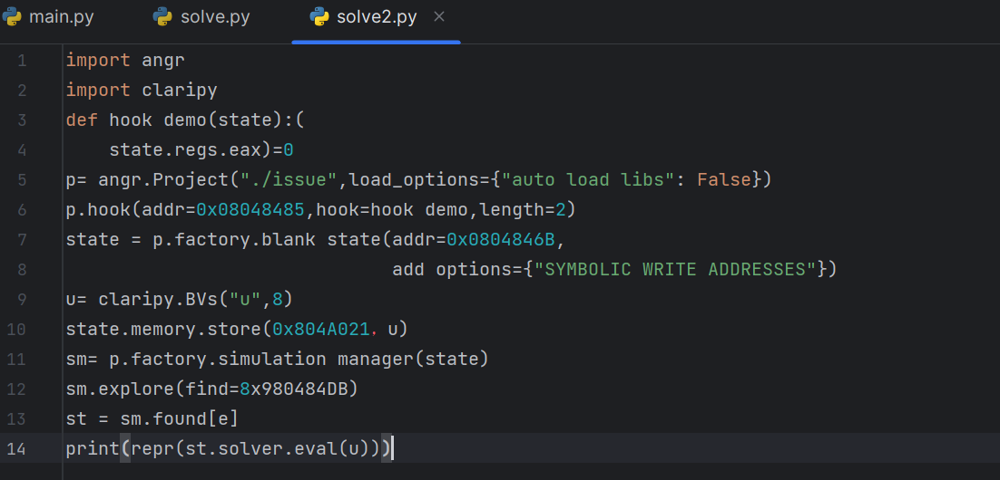 main.py solve.py solve2.py ×
1 import angr
2 import claripy
3 def hook demo(state):(
4     state.regs.eax)=0
5 p= angr.Project("./issue",load_options={"auto load libs": False})
6 p.hook(addr=0x08048485,hook=hook demo,length=2)
7 state = p.factory.blank state(addr=0x0804846B,
8                               add options={"SYMBOLIC WRITE ADDRESSES"})
9 u= claripy.BVs("u",8)
10 state.memory.store(0x804A021，u)
11 sm= p.factory.simulation manager(state)
12 sm.explore(find=8x980484DB)
13 st = sm.found[e]
14 print(repr(st.solver.eval(u)))